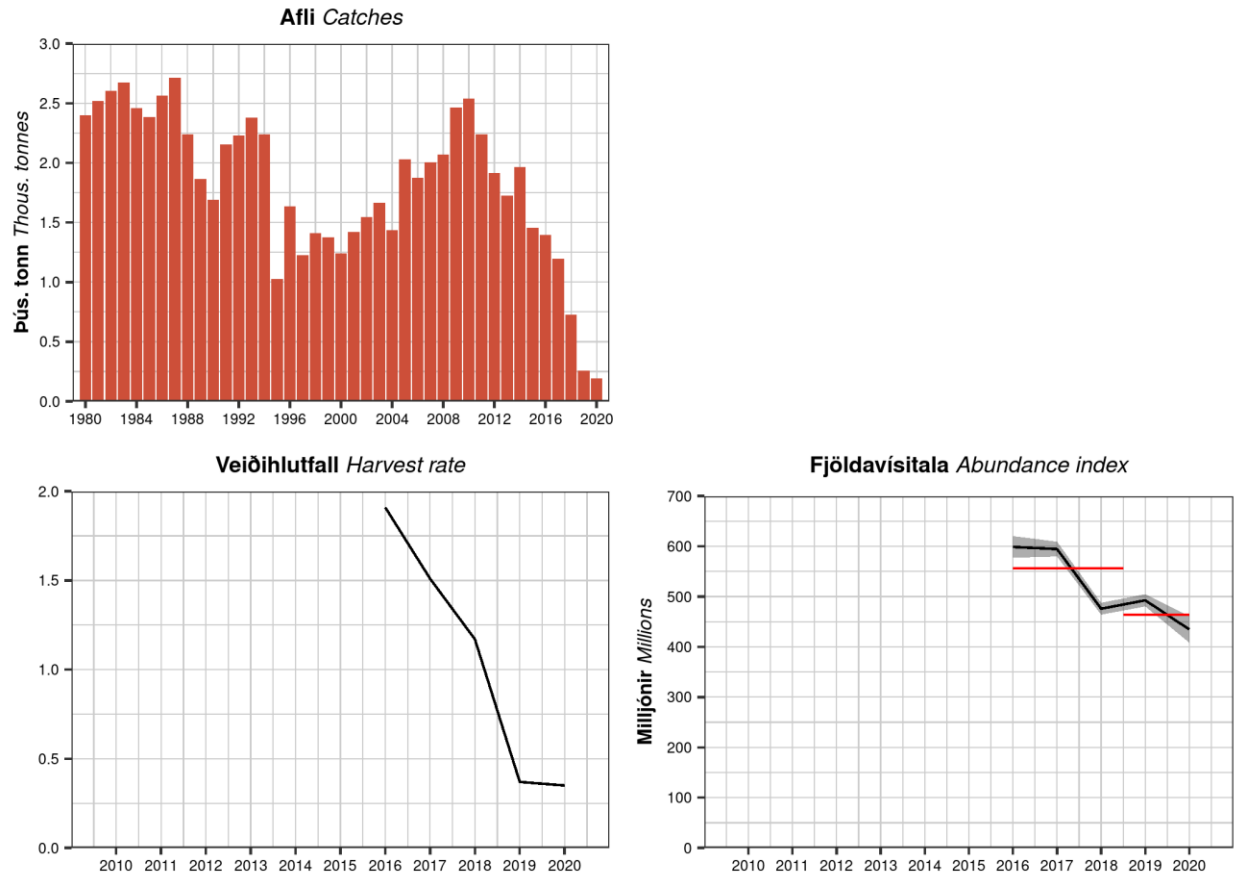 Afli Catches
Þús. tonn Thous. tonnes
3.0
2.5
2.0
1.5
1.0
0.5
0.0
1980 1984 1988 1992 1996 2000 2004 2008 2012 2016 2020
Veiðihlutfall Harvest rate
2.0
1.5
1.0
0.5
0.0
2010 2011 2012 2013 2014 2015 2016 2017 2018 2019 2020
Fjöldavísitala Abundance index
Milljónir Millions
700
600
500
400
300
200
100
0
2010 2011 2012 2013 2014 2015 2016 2017 2018 2019 2020